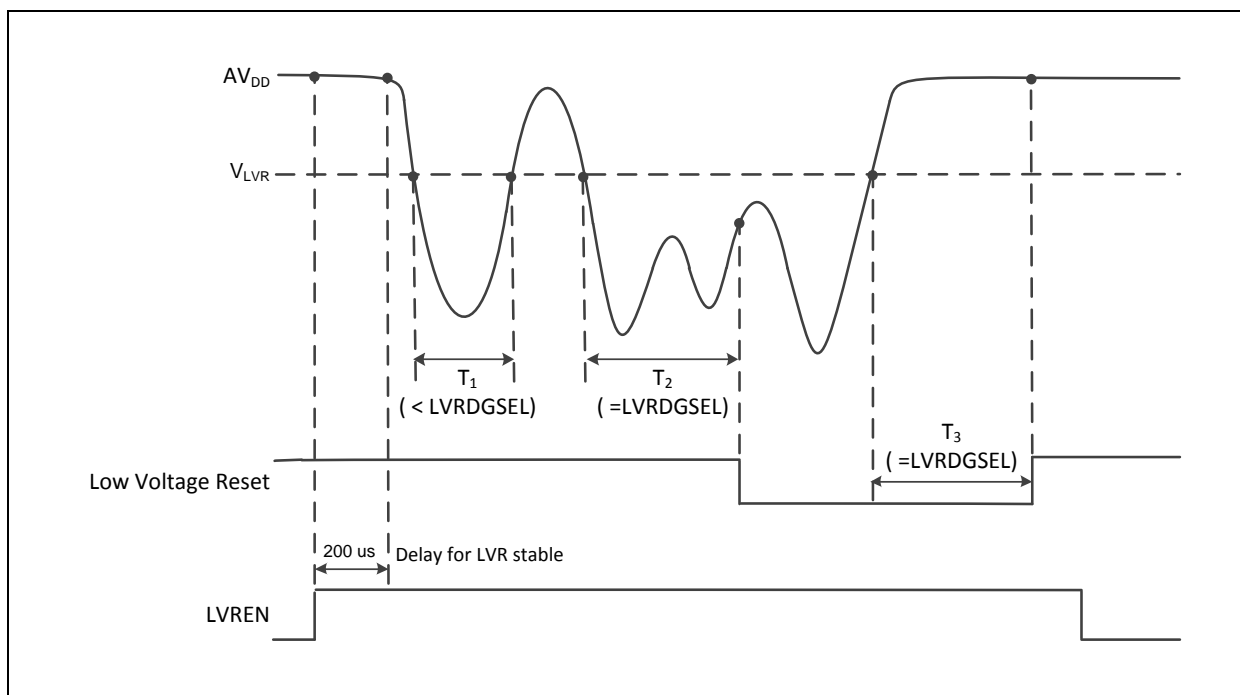 AVDD
VLVR
T1
( < LVRDGSEL)
T2
( =LVRDGSEL)
T3
( =LVRDGSEL)
Low Voltage Reset
200 us
Delay for LVR stable
LVREN